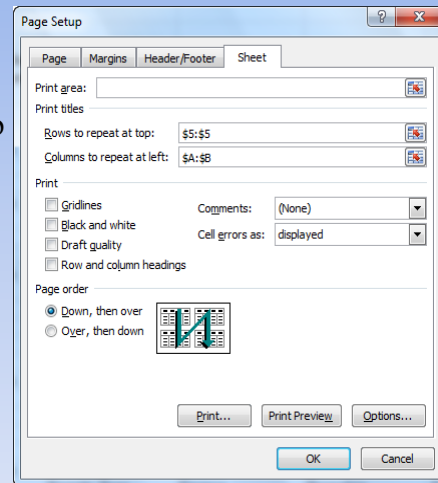 Page Setup
Page Margins Header/Footer Sheet
Print area:
Print titles
Rows to repeat at top: $5:$5
Columns to repeat at left: $A:$B
Print
Gridlines
Black and white
Draft quality
Row and column headings
Comments: (None)
Cell errors as: displayed
Page order
Down, then over
Over, then down
Print... Print Preview Options...
OK Cancel